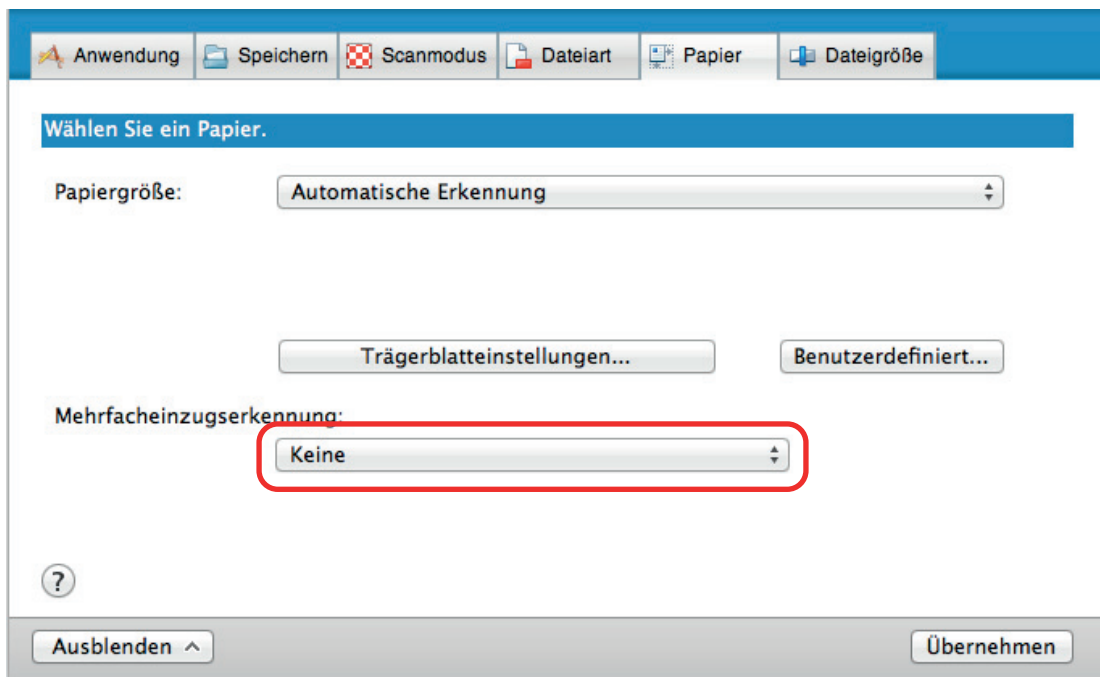 Anwendung Speichern Scanmodus Dateiart Papier Dateigröße
Wählen Sie ein Papier.
Papiergröße: Automatische Erkennung
Trägerblatteinstellungen... Benutzerdefiniert...
Mehrfacheinzugserkennung:
Keine
?
Ausblenden Übernehmen